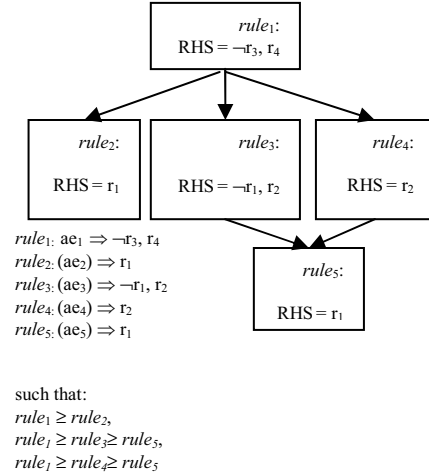 rule₁:
RHS = ¬r₃, r₄
rule₂:
RHS = r₁
rule₃:
RHS = ¬r₁, r₂
rule₄:
RHS = r₂
rule₅:
RHS = r₁
rule₁: ae₁ ⇒ ¬r₃, r₄
rule₂: (ae₂) ⇒ r₁
rule₃: (ae₃) ⇒ ¬r₁, r₂
rule₄: (ae₄) ⇒ r₂
rule₅: (ae₅) ⇒ r₁
such that:
rule₁ ≥ rule₂,
rule₁ ≥ rule₃ ≥ rule₅,
rule₁ ≥ rule₄ ≥ rule₅